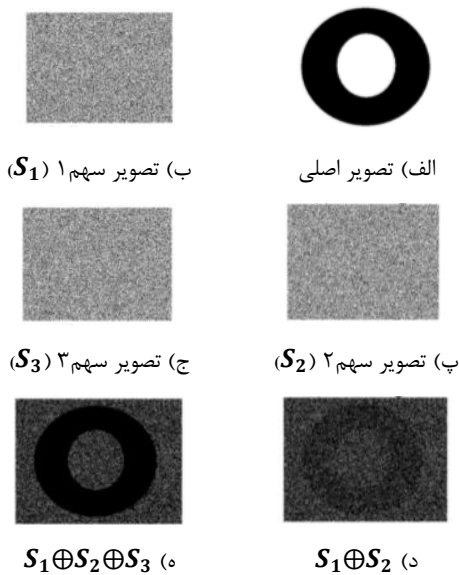 الف) تصویر اصلی
ب) تصویر سهم۱ (S₁)
پ) تصویر سهم۲ (S₂)
ج) تصویر سهم۳ (S₃)
د) S₁⊕S₂
ه) S₁⊕S₂⊕S₃